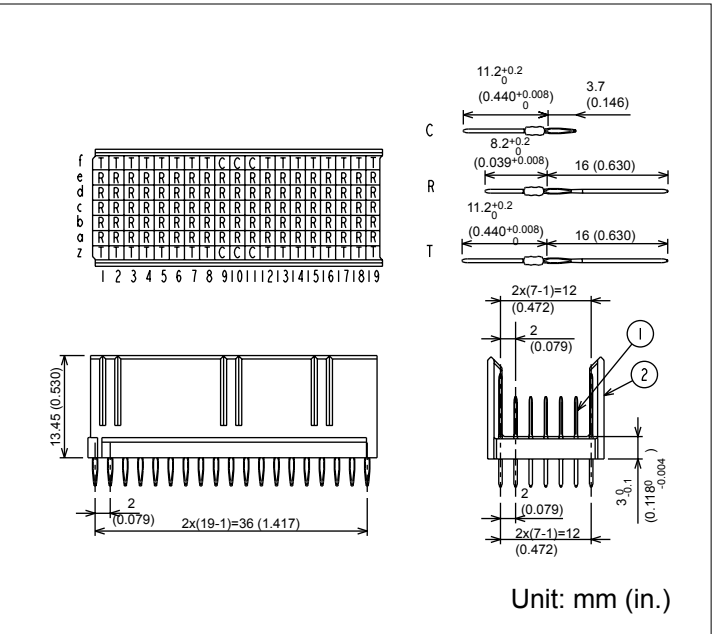 f T T T T T T T T C C C T T T T T T T T
e R R R R R R R R R R R R R R R R R R R
d R R R R R R R R R R R R R R R R R R R
c R R R R R R R R R R R R R R R R R R R
b R R R R R R R R R R R R R R R R R R R
a R R R R R R R R R R R R R R R R R R R
z T T T T T T T T C C C T T T T T T T T
1 2 3 4 5 6 7 8 9 10 11 12 13 14 15 16 17 18 19
11.2+0.2 0
(0.440+0.008 0)
3.7
(0.146)
C
8.2+0.2 0
(0.039+0.008)
16 (0.630)
R
11.2+0.2 0
(0.440+0.008 0)
16 (0.630)
T
13.45 (0.530)
2
(0.079)
2x(19-1)=36 (1.417)
2x(7-1)=12
(0.472)
2
(0.079)
1
2
3 0 -0.1
(0.118 0 -0.004)
2
(0.079)
2x(7-1)=12
(0.472)
Unit: mm (in.)